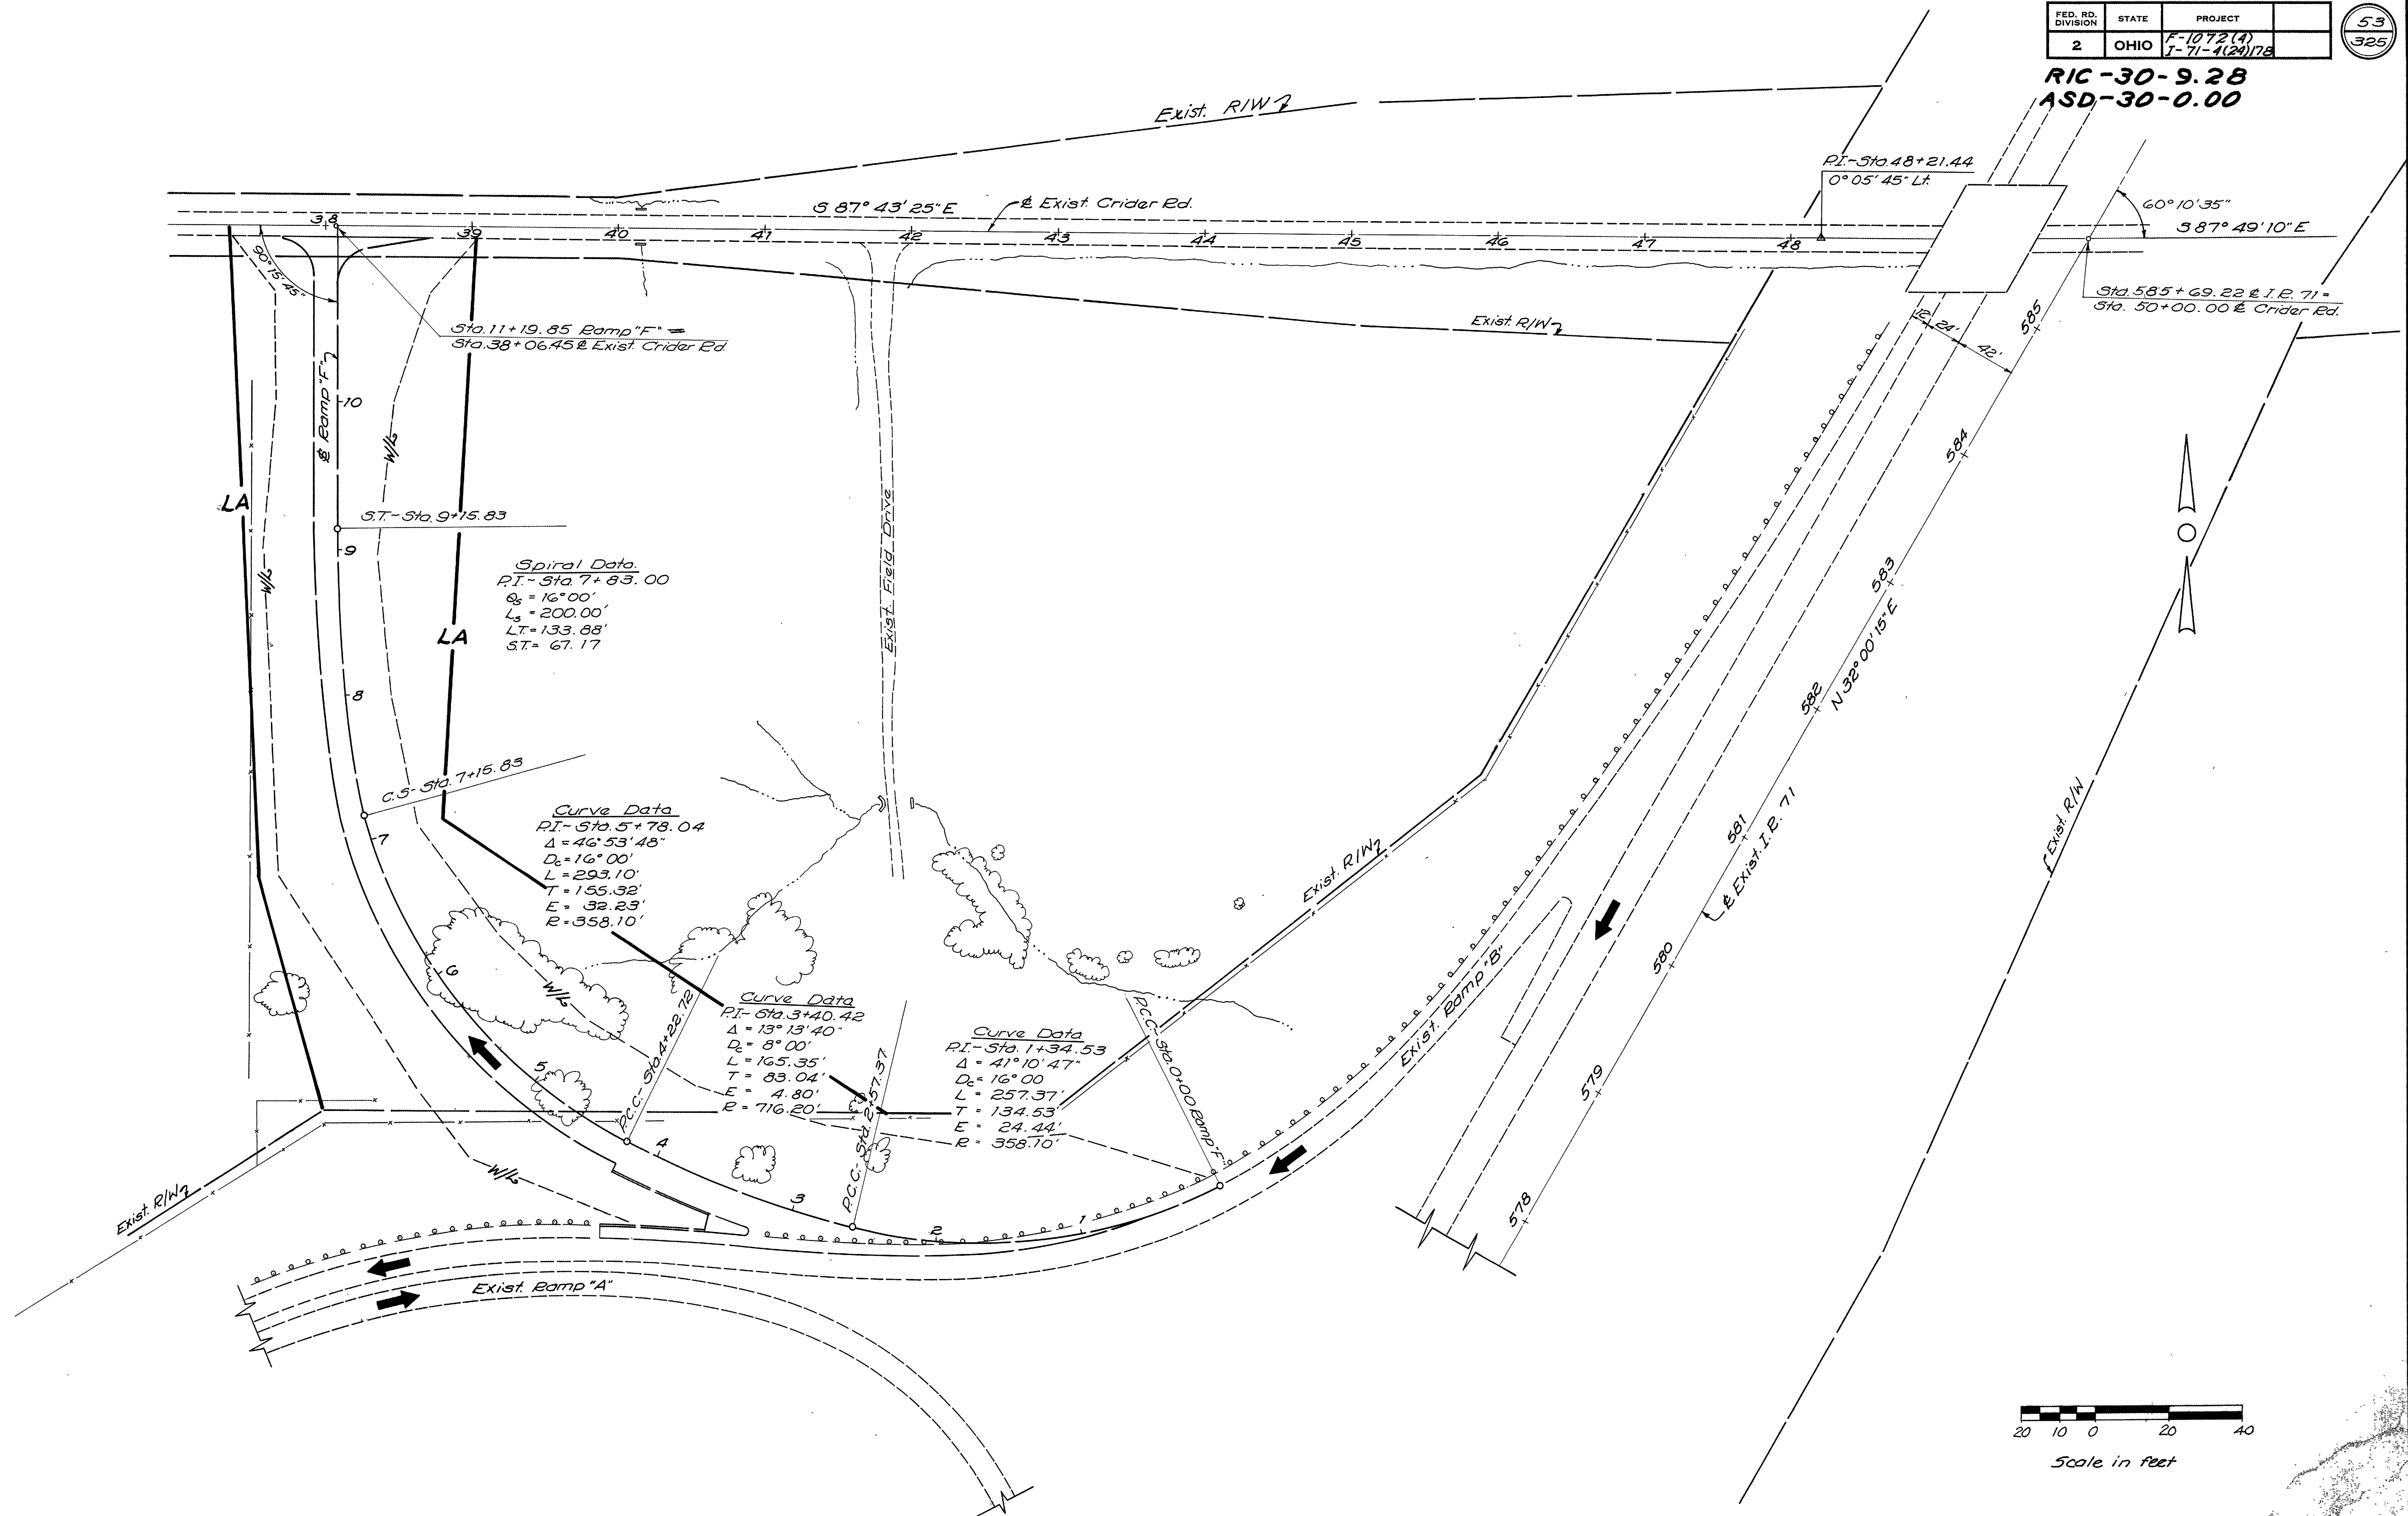 FED. RD. DIVISION STATE PROJECT
2 OHIO F-1072(4) I-71-4(24)178
53
325
RIC-30-9.28
ASD-30-0.00
Exist. R/W
P.I.-Sta.48+21.44
0° 05' 45" Lt.
S 87° 43' 25" E
℄ Exist. Crider Rd.
60° 10' 35"
S 87° 49' 10" E
38 39 40 41 42 43 44 45 46 47 48
90° 15' 45"
Sta. 585+69.22 ℄ I.R. 71 =
Sta. 50+00.00 ℄ Crider Rd.
Sta. 11+19.85 Ramp "F" =
Sta. 38+06.45 ℄ Exist. Crider Rd.
Exist. R/W
12' 24'
42'
585
584
583
582
581
580
579
578
N 32° 00' 15" E
℄ Exist. I.R. 71
℄ Ramp "F"
10
W/L
LA
S.T.-Sta. 9+15.83
9
Exist. Field Drive
Spiral Data.
P.I.-Sta. 7+83.00
Θs = 16° 00'
Ls = 200.00'
L.T. = 133.88'
S.T. = 67.17
W/L
LA
8
C.S-Sta. 7+15.83
7
Curve Data
P.I.-Sta. 5+78.04
Δ = 46° 53' 48"
Dc = 16° 00'
L = 293.10'
T = 155.32'
E = 32.23'
R = 358.10'
Exist. R/W
Exist. R/W
6
W/L
P.C.C.-Sta. 4+22.72
Curve Data
P.I-Sta. 3+40.42
Δ = 13° 13' 40"
Dc = 8° 00'
L = 165.35'
T = 83.04'
E = 4.80'
R = 716.20'
P.C.C.-Sta. 2+57.37
Curve Data
P.I.-Sta. 1+34.53
Δ = 41° 10' 47"
Dc = 16° 00
L = 257.37'
T = 134.53'
E = 24.44'
R = 358.10'
P.C.C.-Sta. 0+00 Ramp "F"
Exist. Ramp "B"
5
4
3
2
1
W/L
Exist. R/W
Exist. Ramp "A"
20 10 0 20 40
Scale in feet